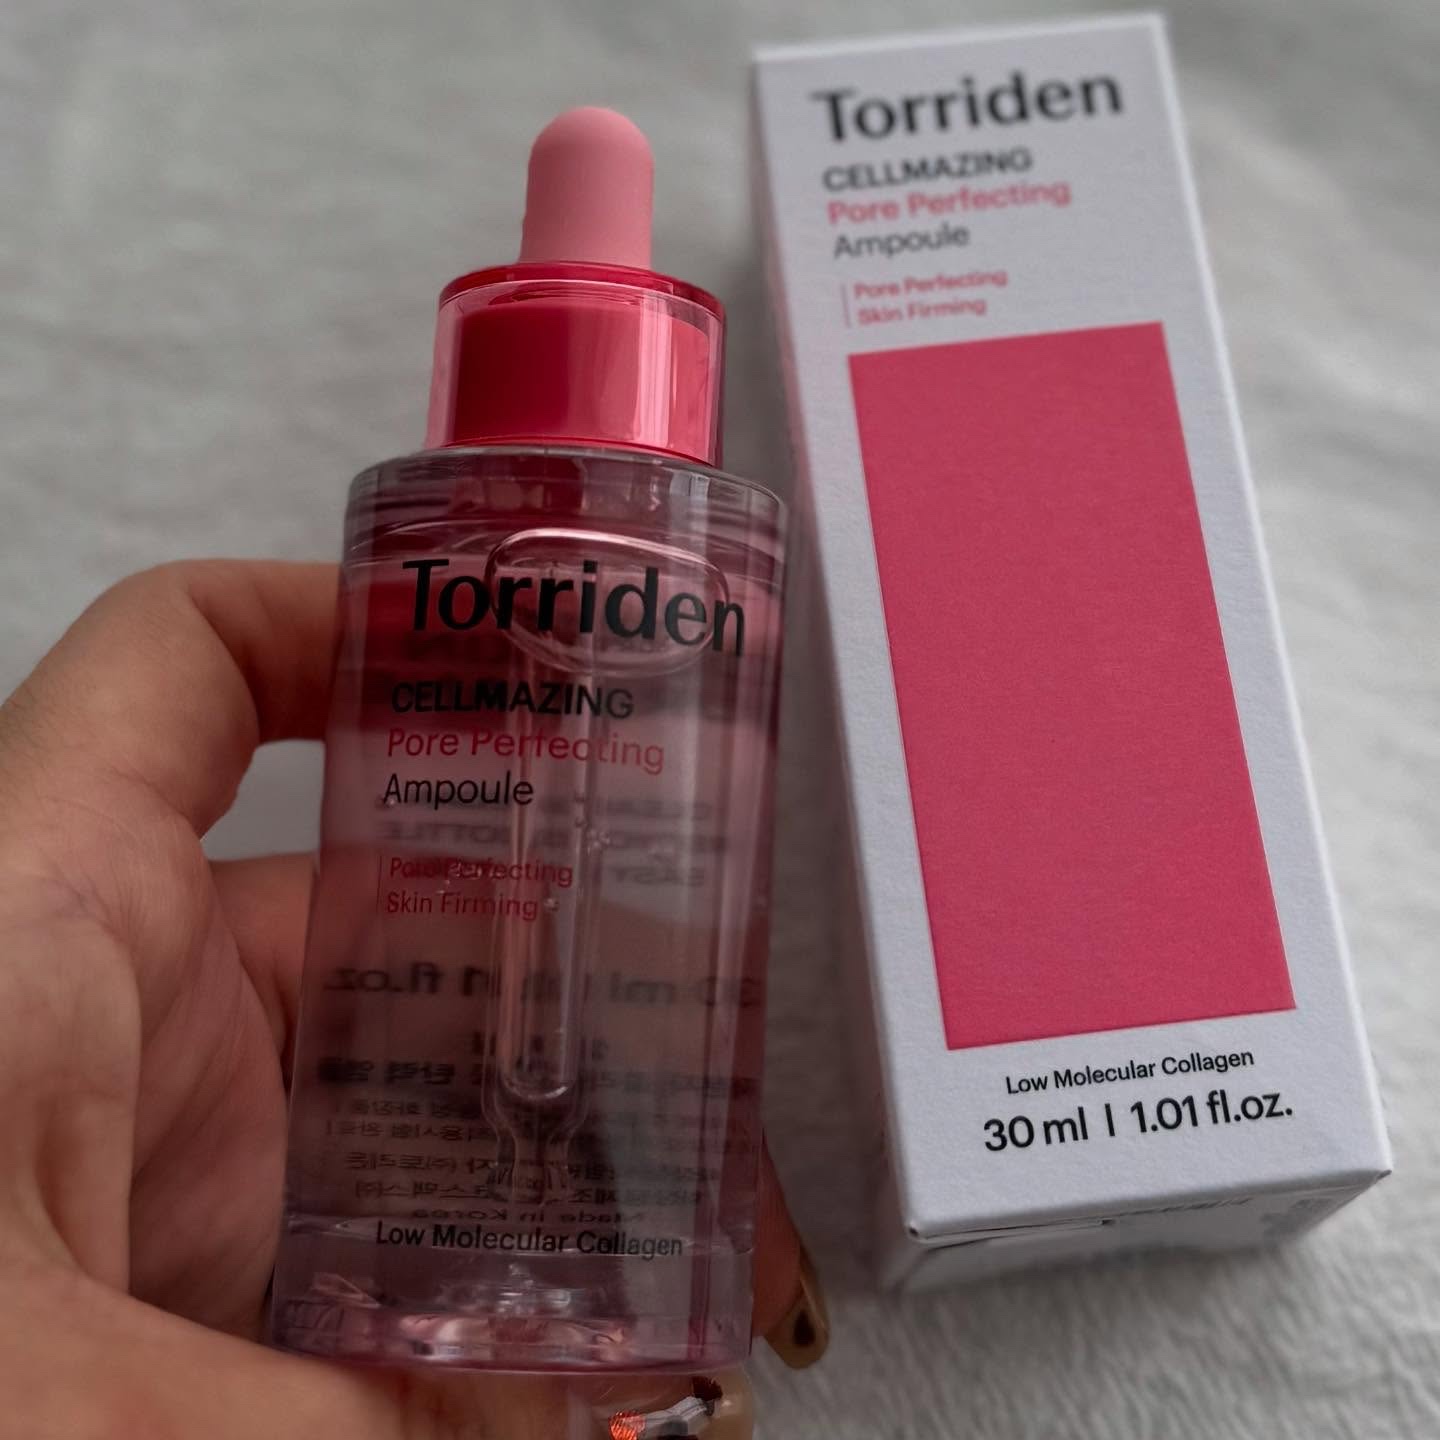 Torriden
CELLMAZING
Pore Perfecting
Ampoule
Pore Perfecting
Skin Firming
Low Molecular Collagen
30 ml | 1.01 fl.oz.
Torriden
CELLMAZING
Pore Perfecting
Ampoule
Pore Perfecting
Skin Firming
Made in Korea
Low Molecular Collagen